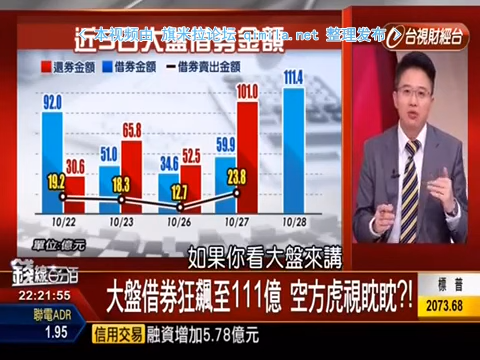 近5日大盤借券金額
< 本视频由 旗米拉论坛 qimila.net 整理发布 >
台視財經台
還券金額 借券金額 借券賣出金額
92.0 30.6 19.2
51.0 65.8 18.3
34.6 52.5 12.7
59.9 101.0 23.8
111.4
10/22 10/23 10/26 10/27 10/28
單位:億元
如果你看大盤來講
錢線百分百
22:21:55
大盤借券狂飆至111億 空方虎視眈眈?!
標普
2073.68
聯電ADR
1.95
信用交易 融資增加5.78億元